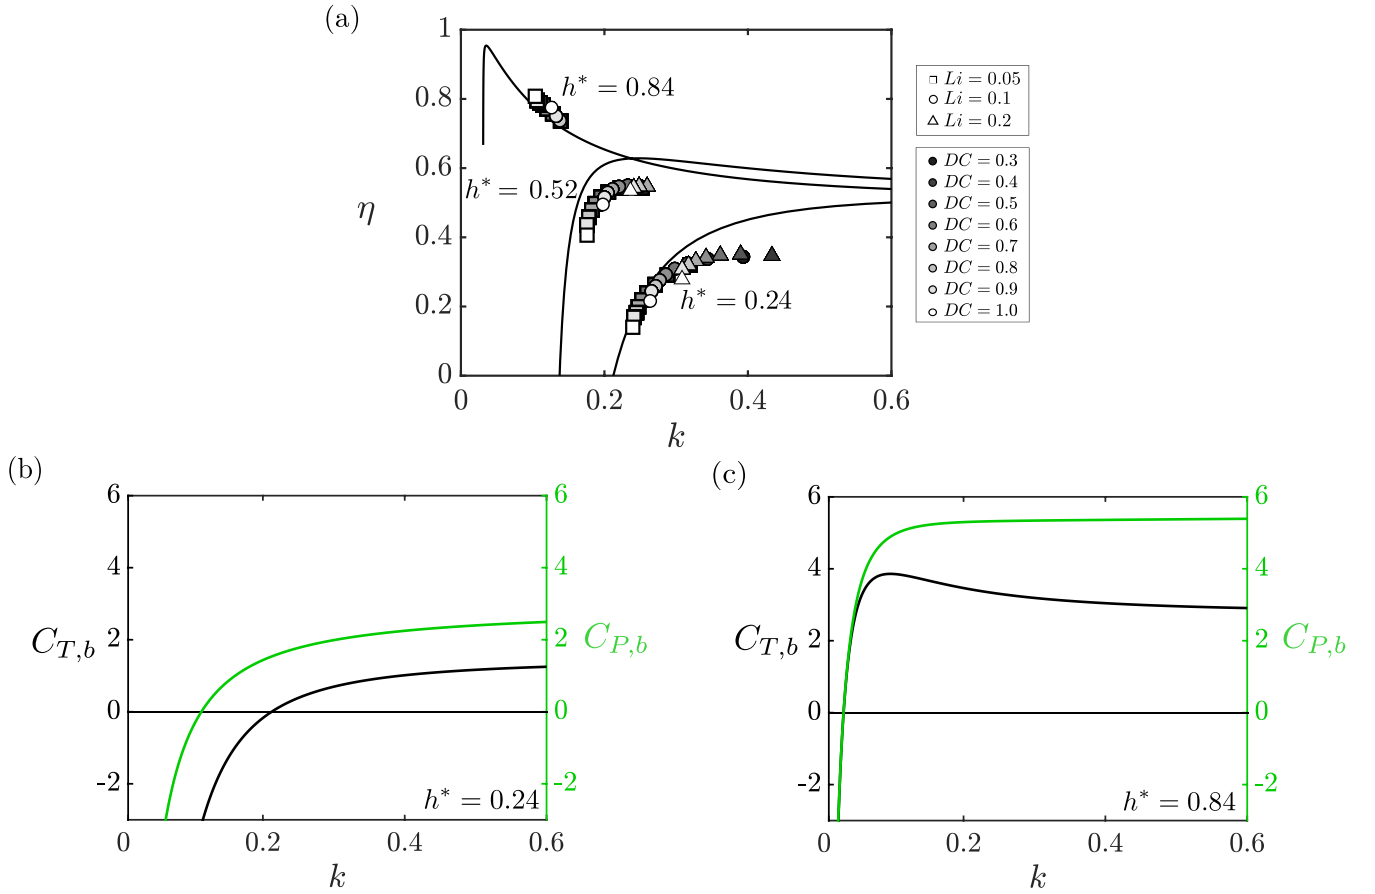 (a)
1
0.8
0.6
0.4
0.2
0
η
h* = 0.84
h* = 0.52
h* = 0.24
0 0.2 0.4 0.6
k
Li = 0.05
Li = 0.1
Li = 0.2
DC = 0.3
DC = 0.4
DC = 0.5
DC = 0.6
DC = 0.7
DC = 0.8
DC = 0.9
DC = 1.0
(b)
6
4
2
0
-2
C_{T,b}
6
4
2
0
-2
C_{P,b}
h* = 0.24
0 0.2 0.4 0.6
k
(c)
6
4
2
0
-2
C_{T,b}
6
4
2
0
-2
C_{P,b}
h* = 0.84
0 0.2 0.4 0.6
k